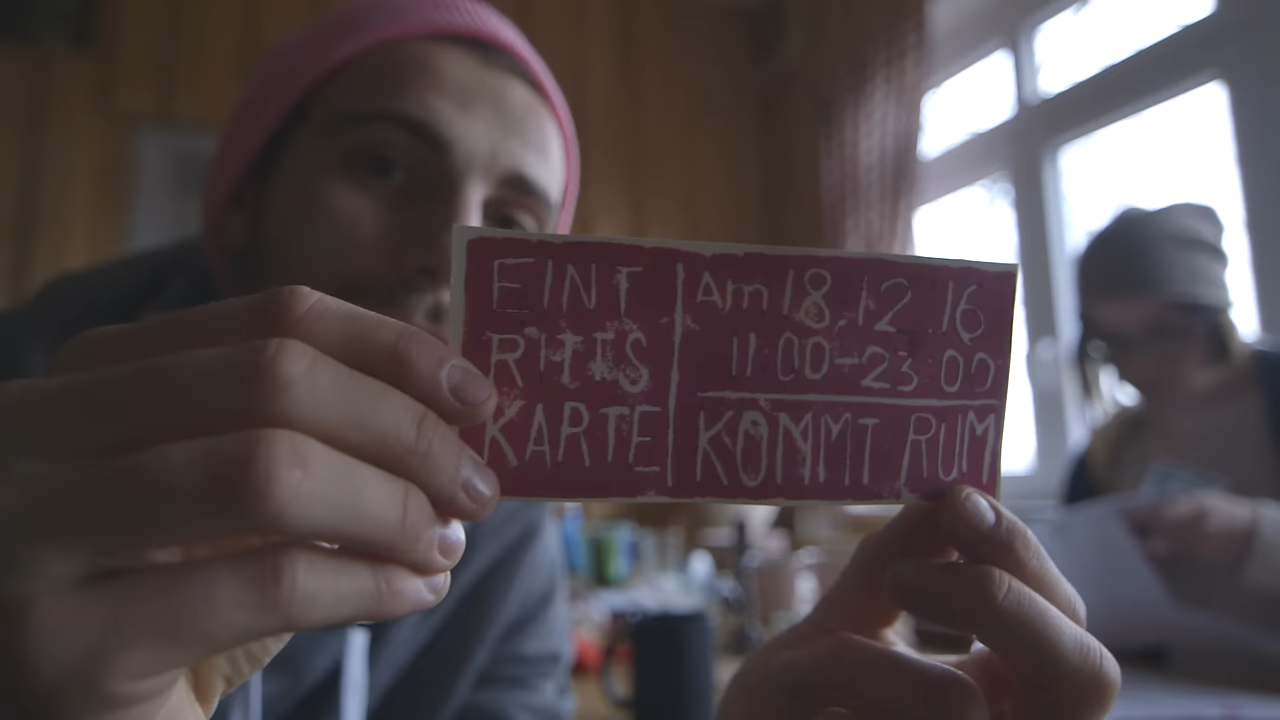 EINT
RITTS
KARTE
Am 18.12.16
11:00-23:00
KOMMT RUM